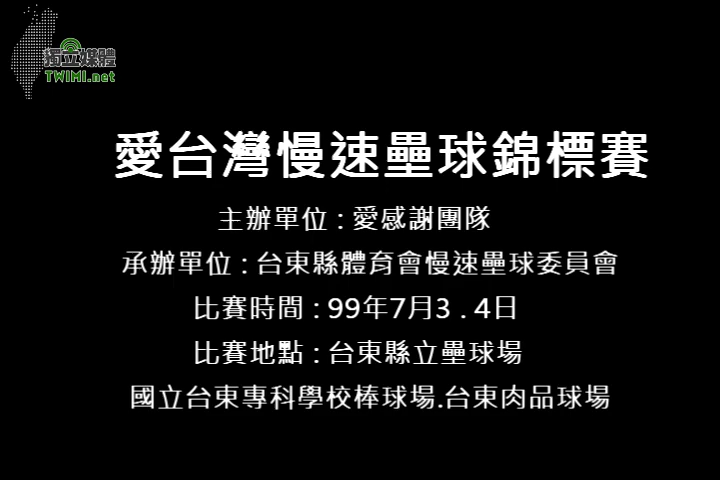 獨立媒體
TWIMI.net
愛台灣慢速壘球錦標賽
主辦單位 : 愛感謝團隊
承辦單位 : 台東縣體育會慢速壘球委員會
比賽時間 : 99年7月3 . 4日
比賽地點 : 台東縣立壘球場
國立台東專科學校棒球場.台東肉品球場